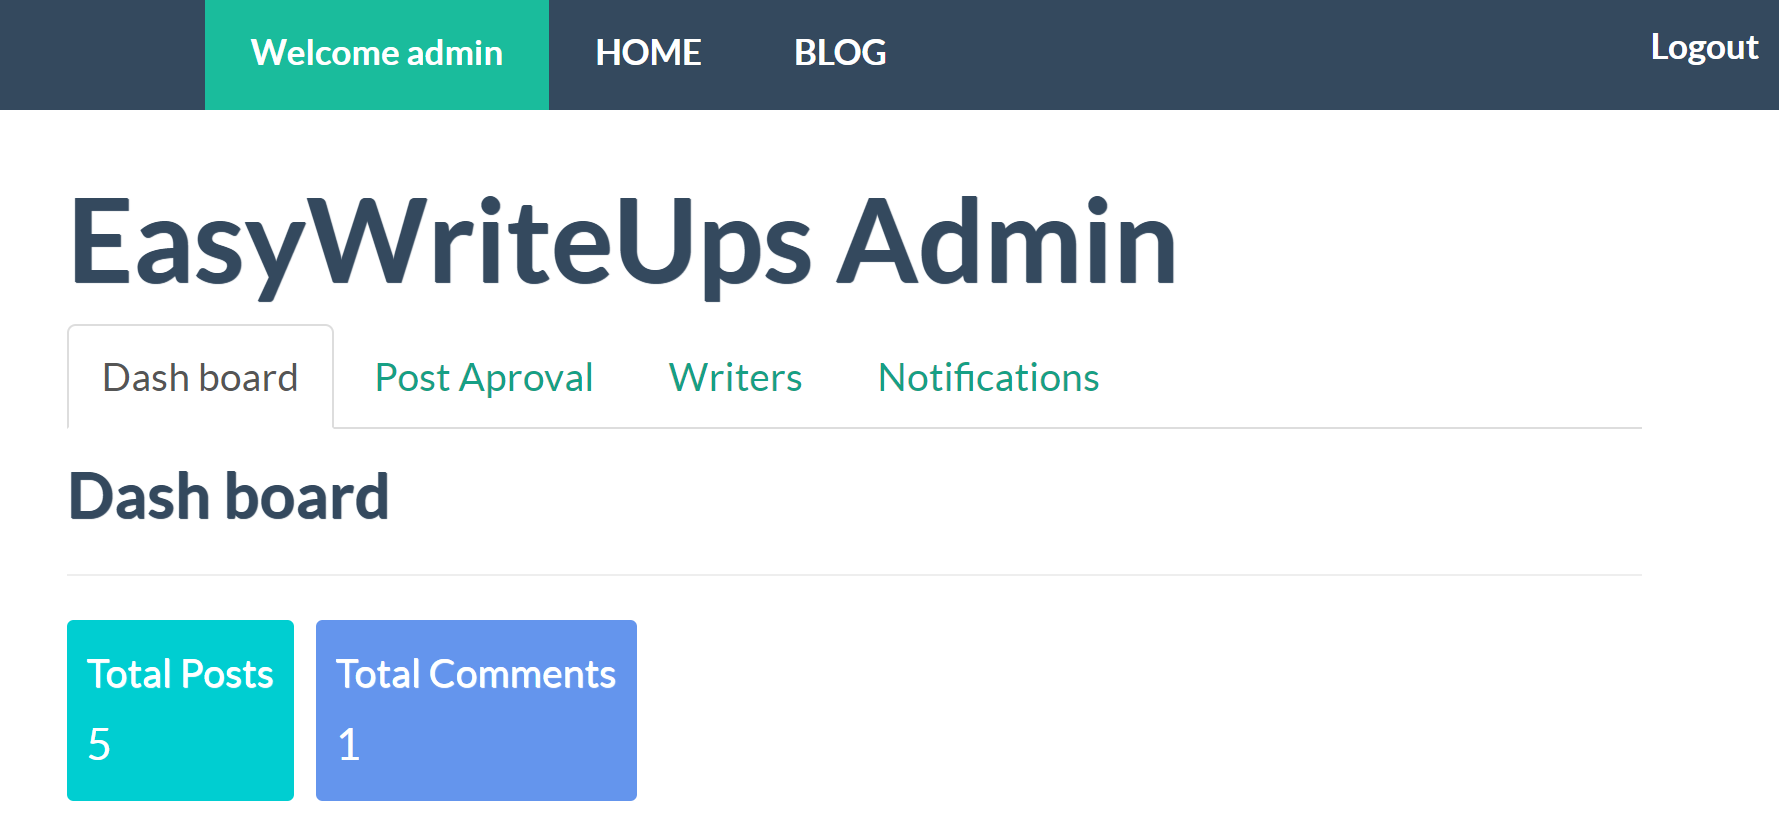 Welcome admin HOME BLOG Logout
EasyWriteUps Admin
Dash board Post Aproval Writers Notifications
Dash board
Total Posts
5
Total Comments
1